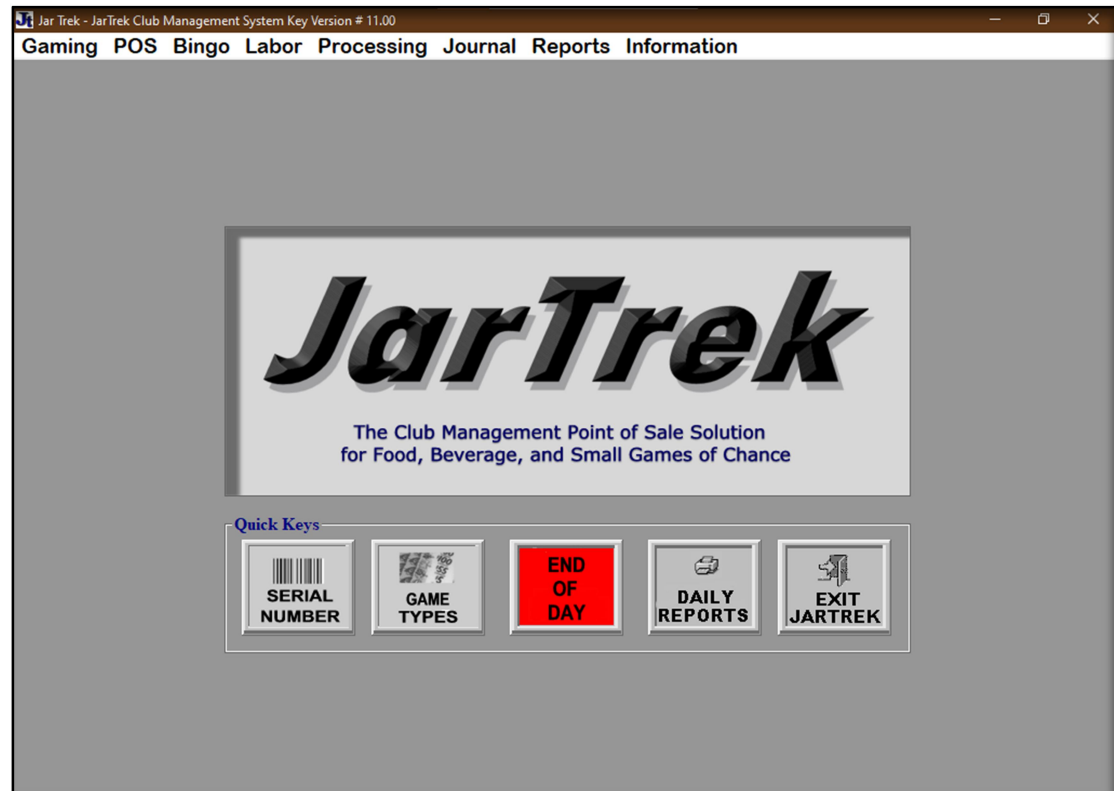 Jar Trek - JarTrek Club Management System Key Version # 11.00
Gaming POS Bingo Labor Processing Journal Reports Information
JarTrek
The Club Management Point of Sale Solution
for Food, Beverage, and Small Games of Chance
Quick Keys
SERIAL
NUMBER
GAME
TYPES
END
OF
DAY
DAILY
REPORTS
EXIT
JARTREK